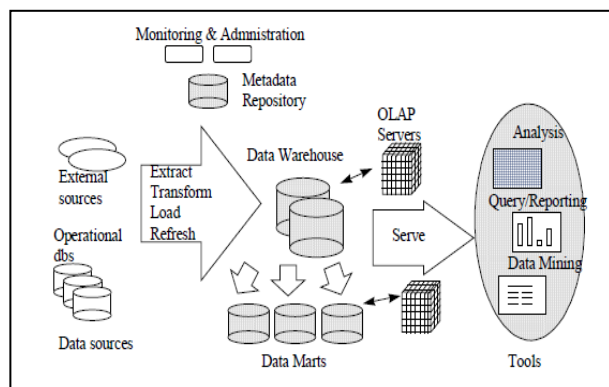 Monitoring & Admnistration
Metadata
Repository
OLAP
Servers
Data Warehouse
External
sources
Extract
Transform
Load
Refresh
Operational
dbs
Serve
Analysis
Query/Reporting
Data Mining
Data sources
Data Marts
Tools